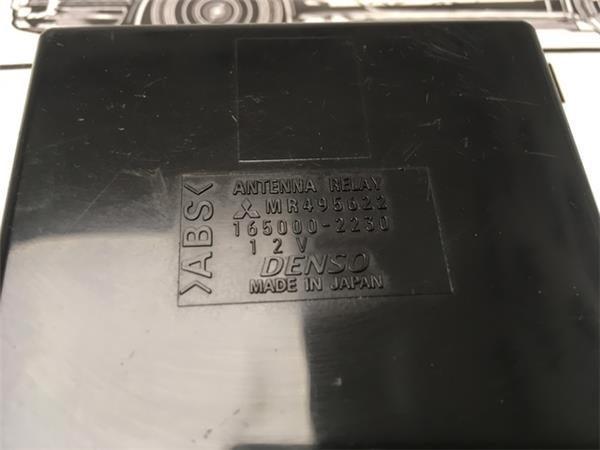 >ABS<
ANTENNA RELAY
MR495622
165000-2230
12V
DENSO
MADE IN JAPAN